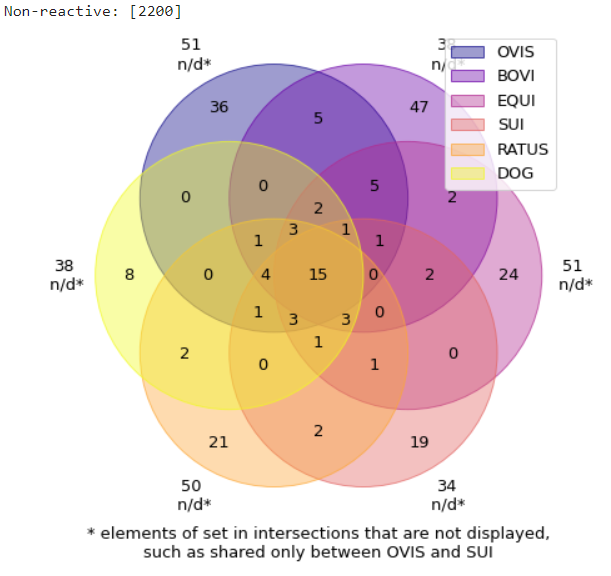 Non-reactive: [2200]
51
n/d*
38
n/d*
OVIS
BOVI
EQUI
SUI
RATUS
DOG
36
5
47
0
0
5
2
2
3
1
1
1
38
n/d*
8
0
4
15
0
2
24
51
n/d*
1
3
3
0
1
2
0
1
0
21
2
19
50
n/d*
34
n/d*
* elements of set in intersections that are not displayed,
such as shared only between OVIS and SUI